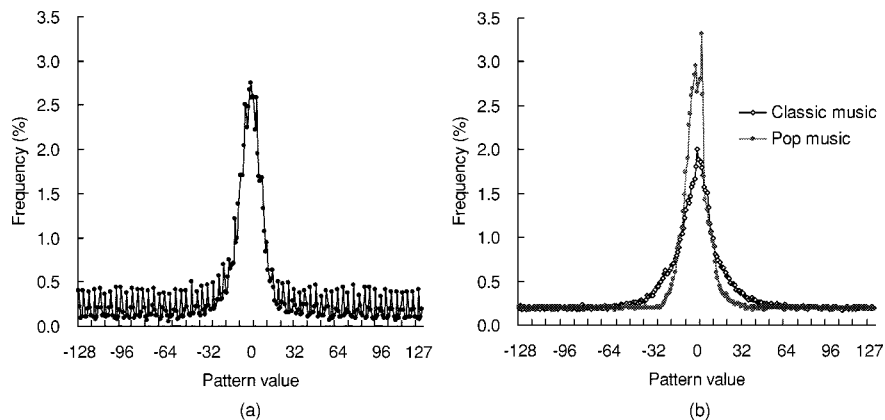 3.5
3.0
2.5
2.0
1.5
1.0
0.5
0.0
Frequency (%)
-128 -96 -64 -32 0 32 64 96 127
Pattern value
(a)
3.5
3.0
2.5
2.0
1.5
1.0
0.5
0.0
Frequency (%)
Classic music
Pop music
-128 -96 -64 -32 0 32 64 96 127
Pattern value
(b)